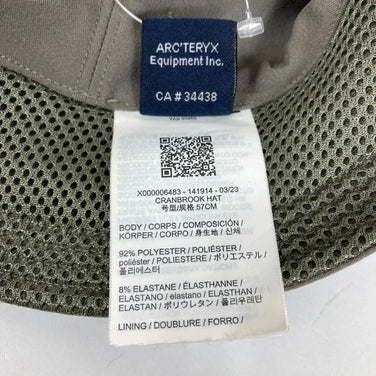 ARC'TERYX
Equipment Inc.
CA # 34438
X000006483 - 141914 - 03/23
CRANBROOK HAT
号型/规格 57CM
BODY / CORPS / COMPOSICIÓN /
KÖRPER / CORPO / 身生地 / 신체
92% POLYESTER / POLIÉSTER /
poliéster / POLIESTERE / ポリエステル /
폴리에스터
8% ELASTANE / ÉLASTHANNE /
ELASTANO / elastano / ELASTHAN /
ELASTAN / ポリウレタン / 폴리우레탄
LINING / DOUBLURE / FORRO /